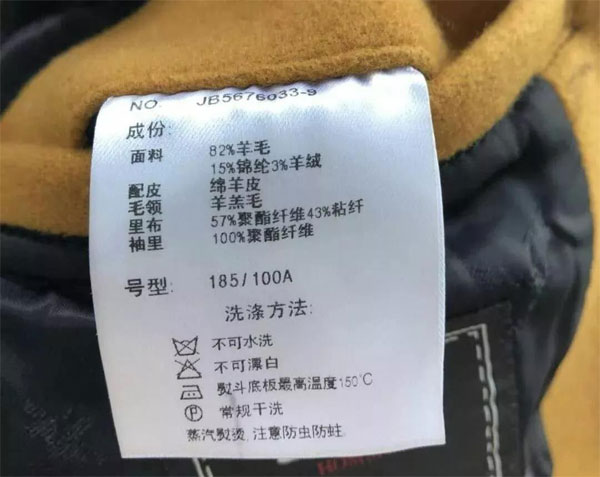 NO. JB5676033-9
成份:
面料 82%羊毛
15%锦纶3%羊绒
配皮 绵羊皮
毛领 羊羔毛
里布 57%聚酯纤维43%粘纤
袖里 100%聚酯纤维
号型: 185/100A
洗涤方法:
不可水洗
不可漂白
熨斗底板最高温度150℃
P 常规干洗
蒸汽熨烫,注意防虫防蛀.